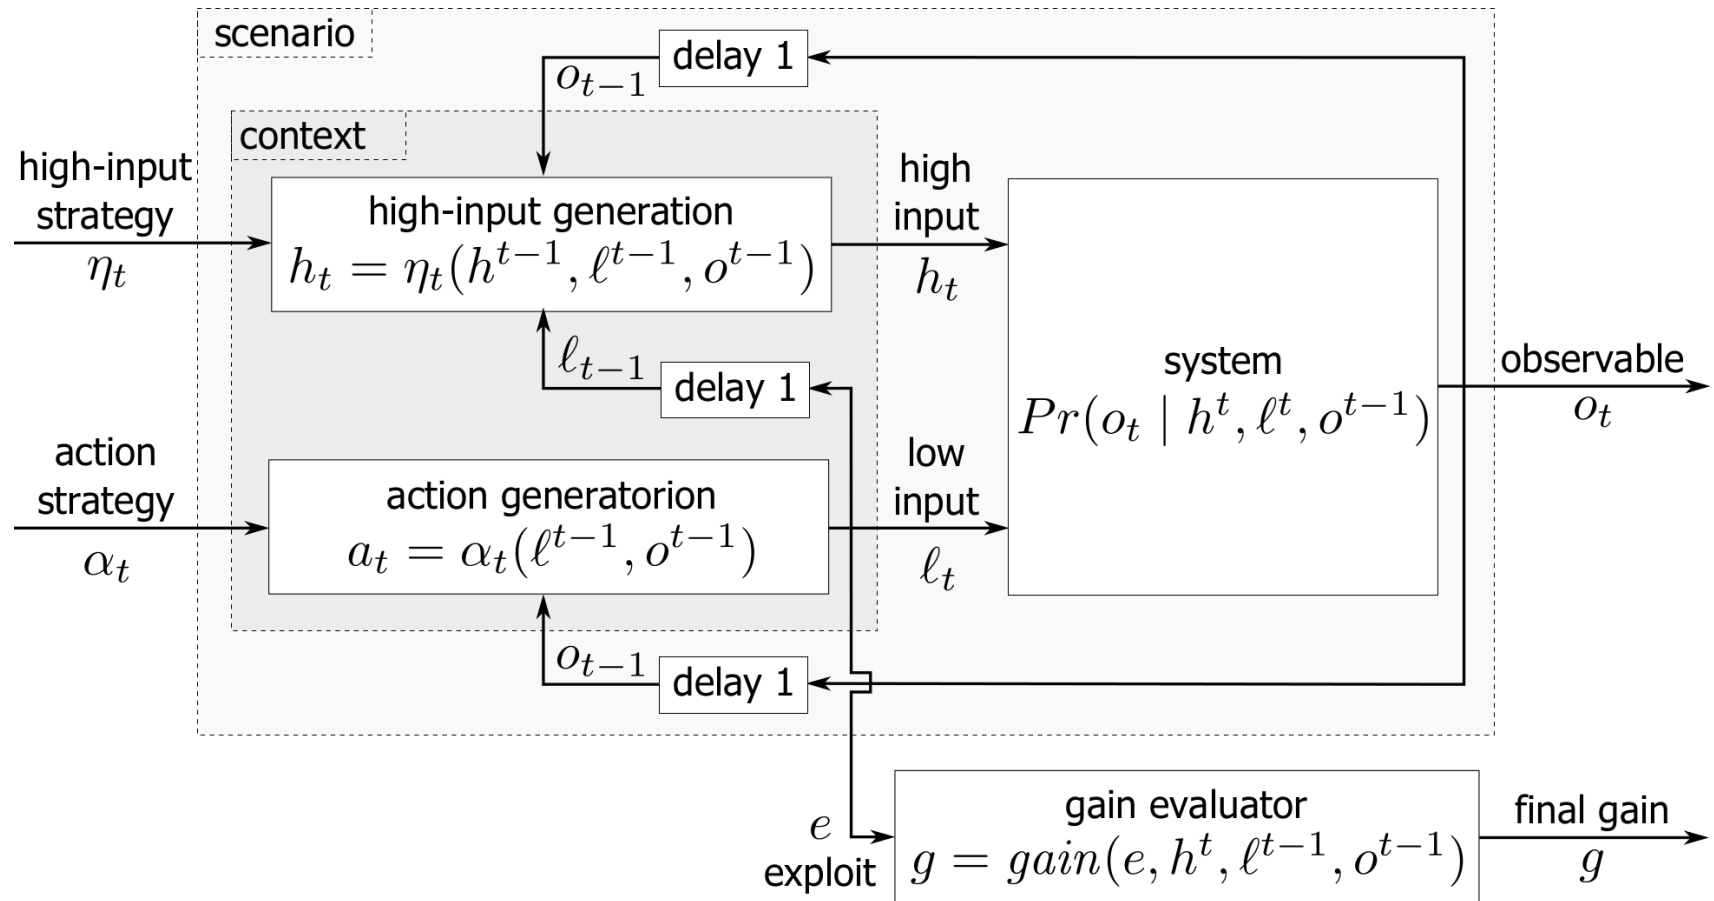 scenario
delay 1
o_{t-1}
context
high-input
strategy
η_t
high-input generation
h_t = η_t(h^{t-1}, ℓ^{t-1}, o^{t-1})
high
input
h_t
ℓ_{t-1}
delay 1
system
Pr(o_t | h^t, ℓ^t, o^{t-1})
observable
o_t
action
strategy
α_t
action generatorion
a_t = α_t(ℓ^{t-1}, o^{t-1})
low
input
ℓ_t
o_{t-1}
delay 1
e
exploit
gain evaluator
g = gain(e, h^t, ℓ^{t-1}, o^{t-1})
final gain
g